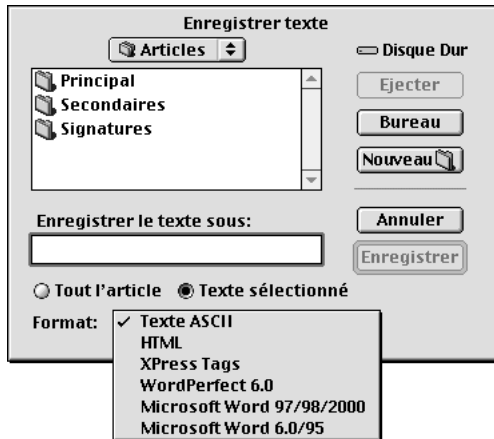 Enregistrer texte
Articles
Disque Dur
Principal
Secondaires
Signatures
Ejecter
Bureau
Nouveau
Enregistrer le texte sous:
Annuler
Enregistrer
Tout l'article
Texte sélectionné
Format:
✓ Texte ASCII
HTML
XPress Tags
WordPerfect 6.0
Microsoft Word 97/98/2000
Microsoft Word 6.0/95